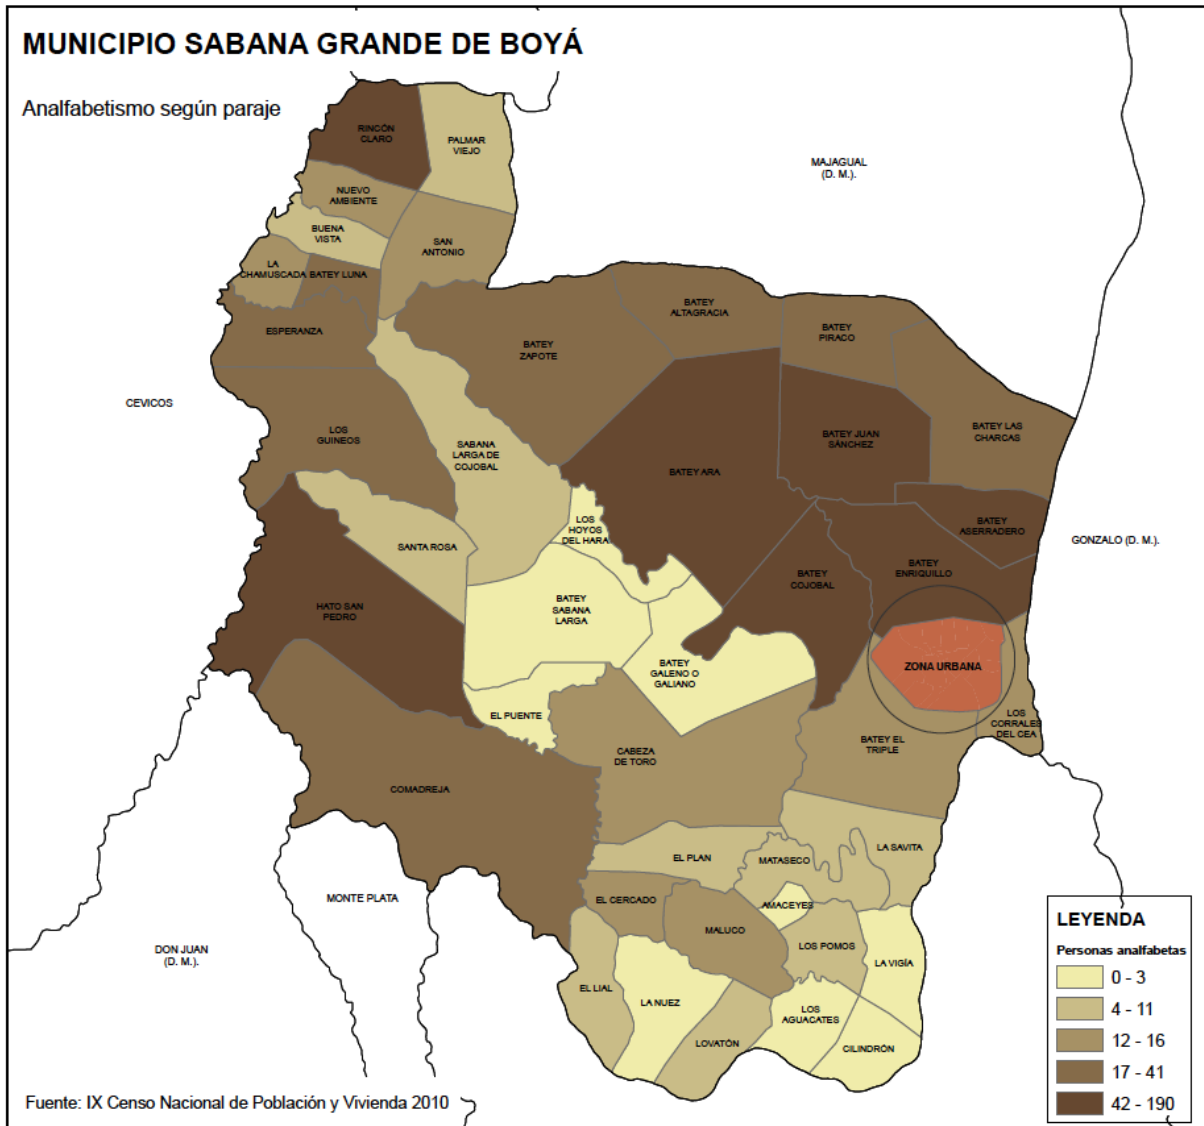 MUNICIPIO SABANA GRANDE DE BOYÁ
Analfabetismo según paraje
RINCÓN
CLARO
PALMAR
VIEJO
MAJAGUAL
(D. M.).
NUEVO
AMBIENTE
BUENA
VISTA
SAN
ANTONIO
LA
CHAMUSCADA
BATEY LUNA
BATEY
ALTAGRACIA
ESPERANZA
BATEY
PIRACO
BATEY
ZAPOTE
CEVICOS
LOS
GUINEOS
BATEY LAS
CHARCAS
BATEY JUAN
SÁNCHEZ
SABANA
LARGA DE
COJOBAL
BATEY ARA
LOS
HOYOS
DEL HARA
BATEY
ASERRADERO
GONZALO (D. M.).
SANTA ROSA
BATEY
ENRIQUILLO
BATEY
COJOBAL
BATEY
SABANA
LARGA
HATO SAN
PEDRO
BATEY
GALENO O
GALIANO
ZONA URBANA
EL PUENTE
LOS
CORRALES
DEL CEA
BATEY EL
TRIPLE
CABEZA
DE TORO
COMADREJA
LA SAVITA
EL PLAN
MATASECO
MONTE PLATA
EL CERCADO
AMACEYES
MALUCO
LOS POMOS
DON JUAN
(D. M.).
LA VIGÍA
EL LIAL
LA NUEZ
LOS
AGUACATES
LOVATÓN
CILINDRÓN
LEYENDA
Personas analfabetas
0 - 3
4 - 11
12 - 16
17 - 41
42 - 190
Fuente: IX Censo Nacional de Población y Vivienda 2010